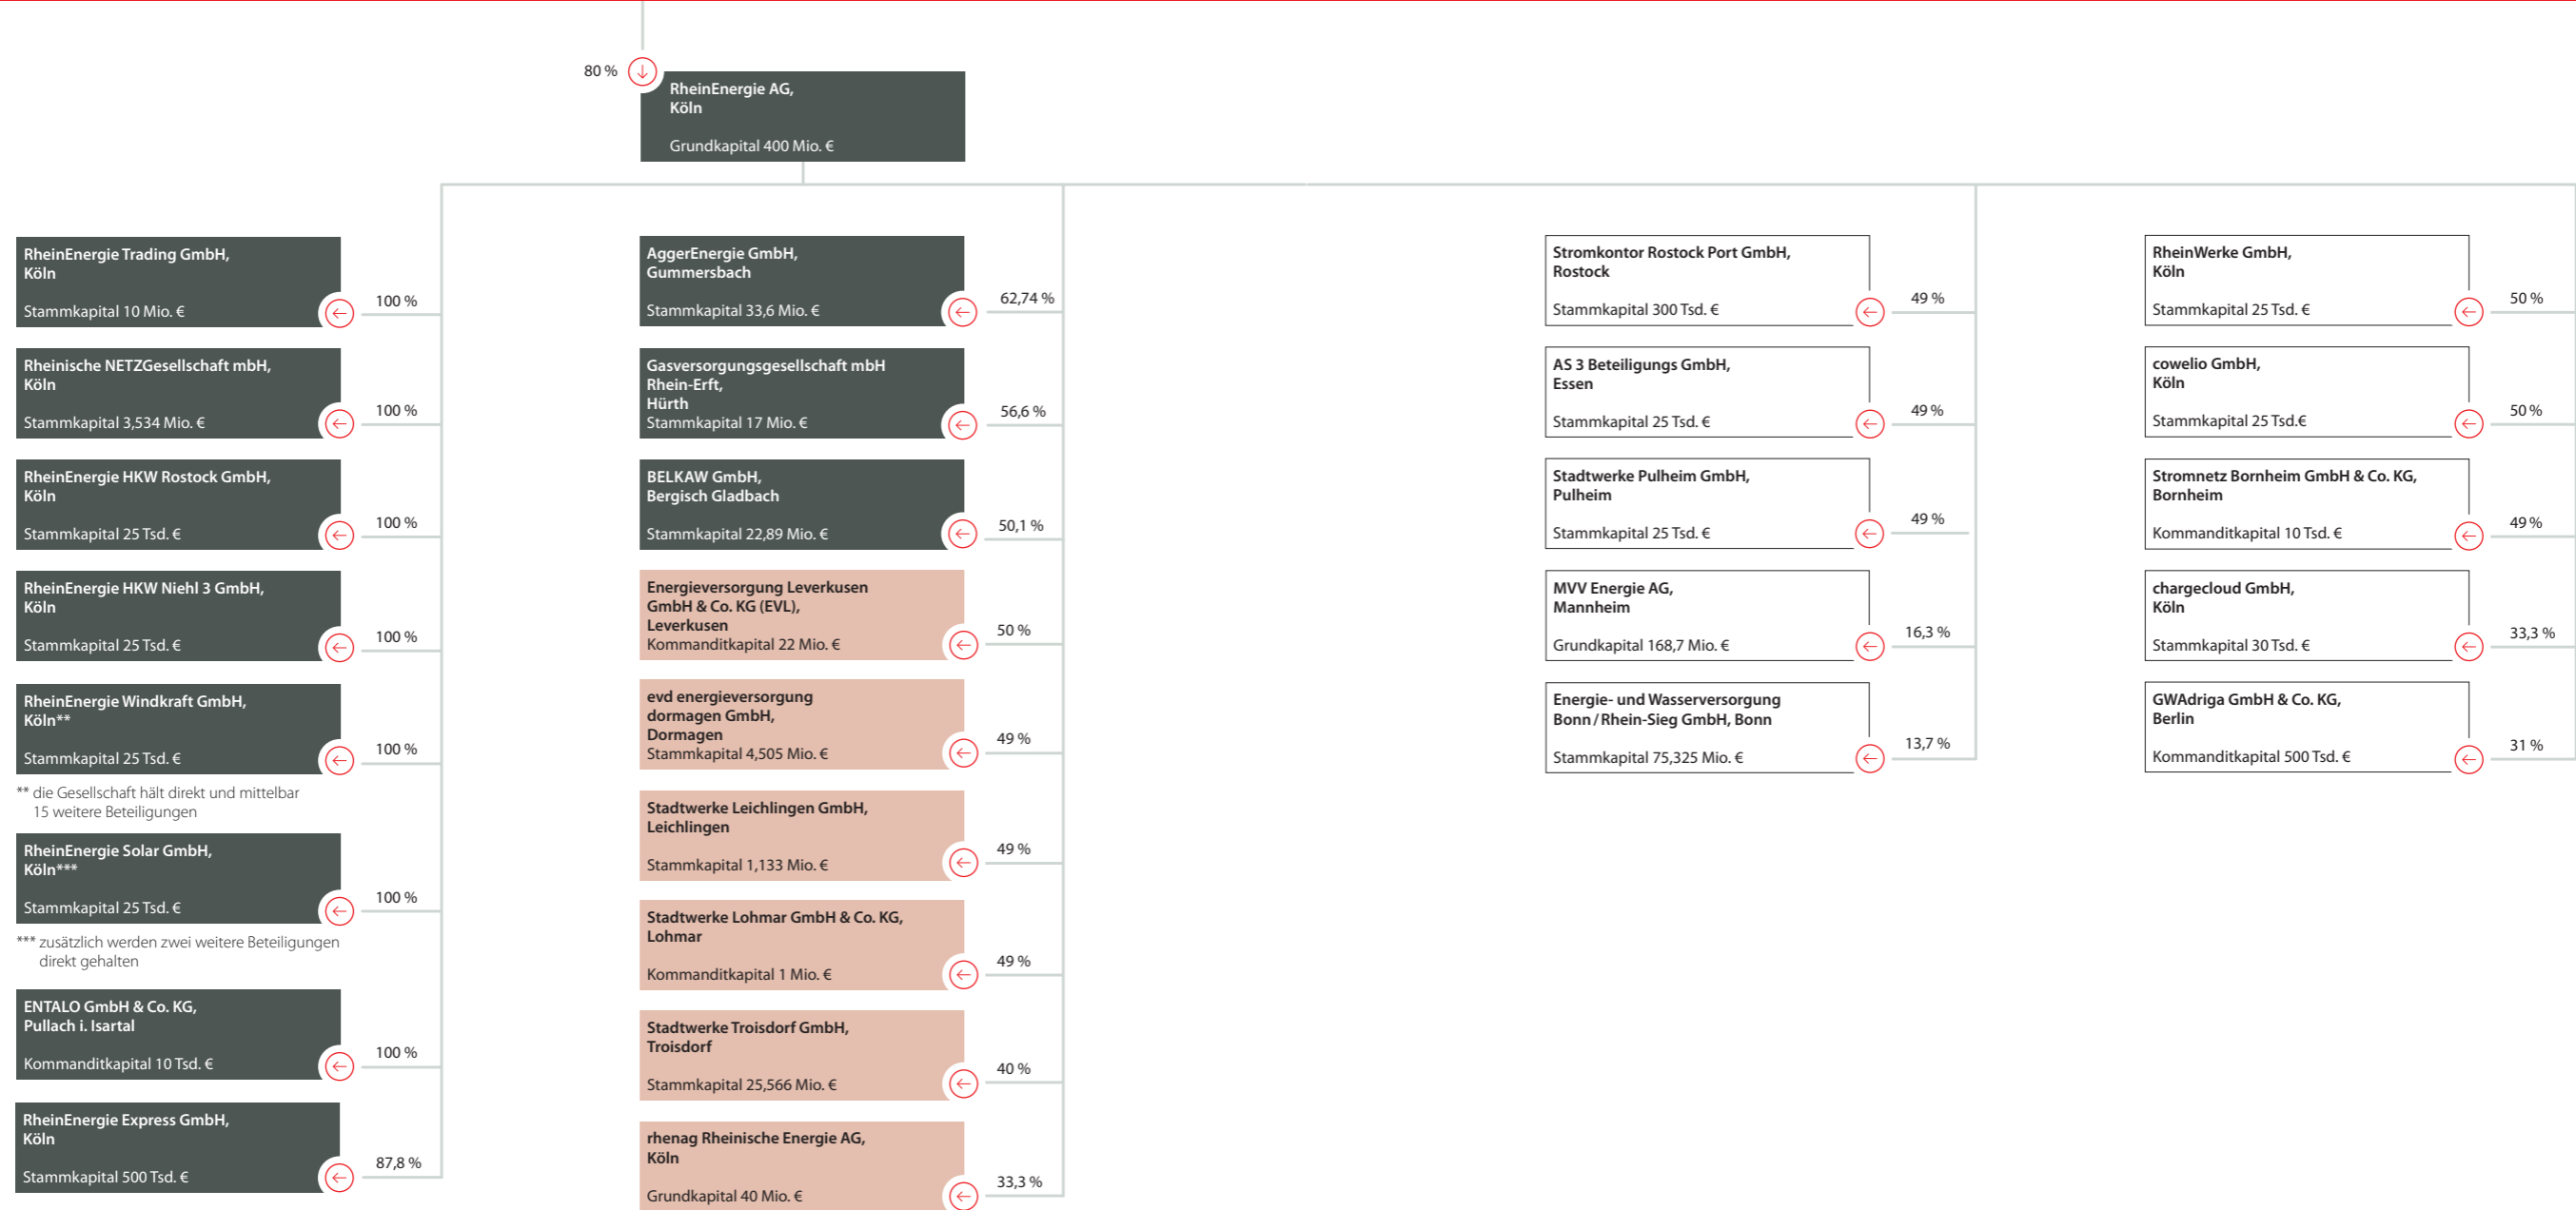 80 %
RheinEnergie AG,
Köln
Grundkapital 400 Mio. €
RheinEnergie Trading GmbH,
Köln
Stammkapital 10 Mio. €
100 %
Rheinische NETZGesellschaft mbH,
Köln
Stammkapital 3,534 Mio. €
100 %
RheinEnergie HKW Rostock GmbH,
Köln
Stammkapital 25 Tsd. €
100 %
RheinEnergie HKW Niehl 3 GmbH,
Köln
Stammkapital 25 Tsd. €
100 %
RheinEnergie Windkraft GmbH,
Köln**
Stammkapital 25 Tsd. €
100 %
** die Gesellschaft hält direkt und mittelbar
15 weitere Beteiligungen
RheinEnergie Solar GmbH,
Köln***
Stammkapital 25 Tsd. €
100 %
*** zusätzlich werden zwei weitere Beteiligungen
direkt gehalten
ENTALO GmbH & Co. KG,
Pullach i. Isartal
Kommanditkapital 10 Tsd. €
100 %
RheinEnergie Express GmbH,
Köln
Stammkapital 500 Tsd. €
87,8 %
AggerEnergie GmbH,
Gummersbach
Stammkapital 33,6 Mio. €
62,74 %
Gasversorgungsgesellschaft mbH
Rhein-Erft,
Hürth
Stammkapital 17 Mio. €
56,6 %
BELKAW GmbH,
Bergisch Gladbach
Stammkapital 22,89 Mio. €
50,1 %
Energieversorgung Leverkusen
GmbH & Co. KG (EVL),
Leverkusen
Kommanditkapital 22 Mio. €
50 %
evd energieversorgung
dormagen GmbH,
Dormagen
Stammkapital 4,505 Mio. €
49 %
Stadtwerke Leichlingen GmbH,
Leichlingen
Stammkapital 1,133 Mio. €
49 %
Stadtwerke Lohmar GmbH & Co. KG,
Lohmar
Kommanditkapital 1 Mio. €
49 %
Stadtwerke Troisdorf GmbH,
Troisdorf
Stammkapital 25,566 Mio. €
40 %
rhenag Rheinische Energie AG,
Köln
Grundkapital 40 Mio. €
33,3 %
Stromkontor Rostock Port GmbH,
Rostock
Stammkapital 300 Tsd. €
49 %
AS 3 Beteiligungs GmbH,
Essen
Stammkapital 25 Tsd. €
49 %
Stadtwerke Pulheim GmbH,
Pulheim
Stammkapital 25 Tsd. €
49 %
MVV Energie AG,
Mannheim
Grundkapital 168,7 Mio. €
16,3 %
Energie- und Wasserversorgung
Bonn / Rhein-Sieg GmbH, Bonn
Stammkapital 75,325 Mio. €
13,7 %
RheinWerke GmbH,
Köln
Stammkapital 25 Tsd. €
50 %
cowelio GmbH,
Köln
Stammkapital 25 Tsd.€
50 %
Stromnetz Bornheim GmbH & Co. KG,
Bornheim
Kommanditkapital 10 Tsd. €
49 %
chargecloud GmbH,
Köln
Stammkapital 30 Tsd. €
33,3 %
GWAdriga GmbH & Co. KG,
Berlin
Kommanditkapital 500 Tsd. €
31 %